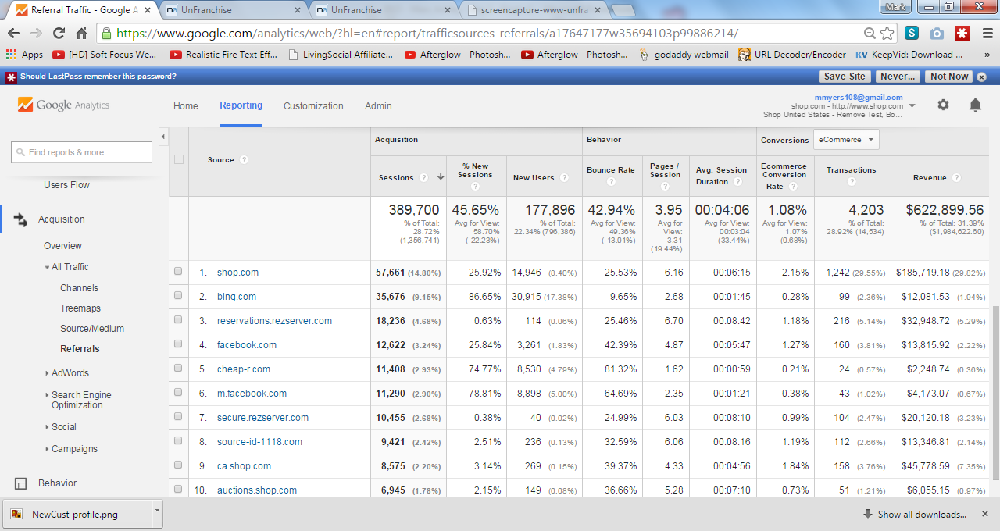 Referral Traffic - Google A
UnFranchise
UnFranchise
screencapture-www-unfra
Mark
https://www.google.com/analytics/web/?hl=en#report/trafficsources-referrals/a17647177w35694103p99886214/
Apps
[HD] Soft Focus We...
Realistic Fire Text Eff...
LivingSocial Affiliate...
Afterglow - Photosh...
Afterglow - Photosh...
godaddy webmail
URL Decoder/Encoder
KV KeepVid: Download ...
»
Should LastPass remember this password?
Save Site
Never...
Not Now
Google Analytics
Home
Reporting
Customization
Admin
mmyers108@gmail.com
shop.com - http://www.shop.com
Shop United States - Remove Test, Bo...
Find reports & more
Users Flow
Acquisition
Overview
All Traffic
Channels
Treemaps
Source/Medium
Referrals
AdWords
Search Engine
Optimization
Social
Campaigns
Behavior
Source ?
Acquisition
Behavior
Conversions eCommerce
Sessions ?
% New
Sessions
?
New Users ?
Bounce Rate
?
Pages /
Session
?
Avg. Session
Duration ?
Ecommerce
Conversion
Rate ?
Transactions
?
Revenue ?
389,700
% of Total:
28.72%
(1,356,741)
45.65%
Avg for View:
58.70%
(-22.23%)
177,896
% of Total:
22.34% (796,386)
42.94%
Avg for View:
49.36%
(-13.01%)
3.95
Avg for
View:
3.31
(19.44%)
00:04:06
Avg for View:
00:03:04
(33.44%)
1.08%
Avg for View:
1.07%
(0.68%)
4,203
% of Total:
28.92% (14,534)
$622,899.56
% of Total: 31.39%
($1,984,622.60)
1. shop.com 57,661 (14.80%) 25.92% 14,946 (8.40%) 25.53% 6.16 00:06:15 2.15% 1,242 (29.55%) $185,719.18 (29.82%)
2. bing.com 35,676 (9.15%) 86.65% 30,915 (17.38%) 9.65% 2.68 00:01:45 0.28% 99 (2.36%) $12,081.53 (1.94%)
3. reservations.rezserver.com 18,236 (4.68%) 0.63% 114 (0.06%) 25.46% 6.70 00:08:42 1.18% 216 (5.14%) $32,948.72 (5.29%)
4. facebook.com 12,622 (3.24%) 25.84% 3,261 (1.83%) 42.39% 4.87 00:05:47 1.27% 160 (3.81%) $13,815.92 (2.22%)
5. cheap-r.com 11,408 (2.93%) 74.77% 8,530 (4.79%) 81.32% 1.62 00:00:59 0.21% 24 (0.57%) $2,248.74 (0.36%)
6. m.facebook.com 11,290 (2.90%) 78.81% 8,898 (5.00%) 64.69% 2.35 00:01:21 0.38% 43 (1.02%) $4,173.07 (0.67%)
7. secure.rezserver.com 10,455 (2.68%) 0.38% 40 (0.02%) 24.99% 6.03 00:08:10 0.99% 104 (2.47%) $20,120.18 (3.23%)
8. source-id-1118.com 9,421 (2.42%) 2.51% 236 (0.13%) 32.59% 6.06 00:08:16 1.19% 112 (2.66%) $13,346.81 (2.14%)
9. ca.shop.com 8,575 (2.20%) 3.14% 269 (0.15%) 39.37% 4.33 00:04:56 1.84% 158 (3.76%) $45,778.59 (7.35%)
10. auctions.shop.com 6,945 (1.78%) 2.15% 149 (0.08%) 36.66% 5.28 00:07:10 0.73% 51 (1.21%) $6,055.15 (0.97%)
NewCust-profile.png
Show all downloads...